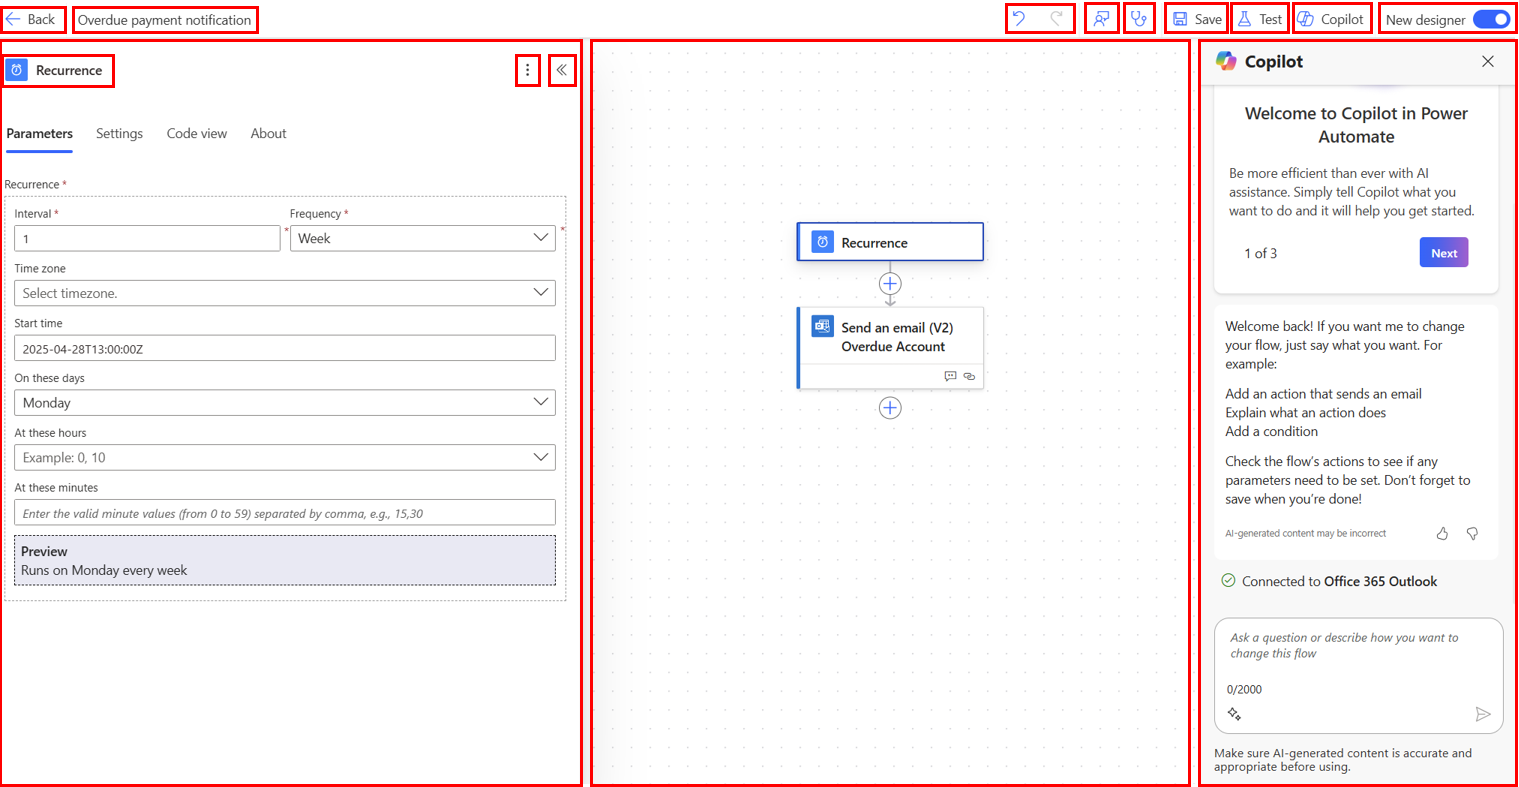 Back
Overdue payment notification
Save
Test
Copilot
New designer
Recurrence
Parameters
Settings
Code view
About
Recurrence *
Interval *
Frequency *
1
*
Week
*
Time zone
Select timezone.
Start time
2025-04-28T13:00:00Z
On these days
Monday
At these hours
Example: 0, 10
At these minutes
Enter the valid minute values (from 0 to 59) separated by comma, e.g., 15,30
Preview
Runs on Monday every week
Recurrence
Send an email (V2)
Overdue Account
Copilot
Welcome to Copilot in Power
Automate
Be more efficient than ever with AI
assistance. Simply tell Copilot what you
want to do and it will help you get started.
1 of 3
Next
Welcome back! If you want me to change
your flow, just say what you want. For
example:
Add an action that sends an email
Explain what an action does
Add a condition
Check the flow's actions to see if any
parameters need to be set. Don't forget to
save when you're done!
AI-generated content may be incorrect
Connected to Office 365 Outlook
Ask a question or describe how you want to
change this flow
0/2000
Make sure AI-generated content is accurate and
appropriate before using.